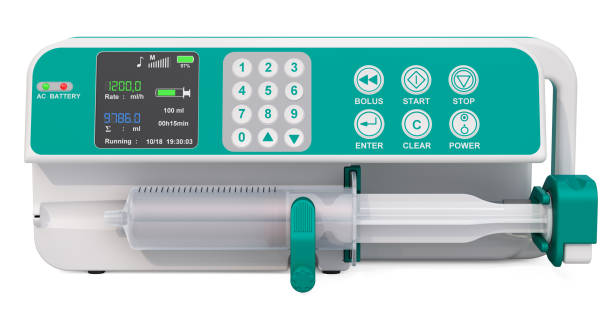 M
97%
1200,0
Rate : ml/h
100 ml
9786.0
00h15min
Σ : ml
Running : 10/18 19:30:03
AC BATTERY
1 2 3
4 5 6
7 8 9
0
BOLUS START STOP
C
ENTER CLEAR POWER